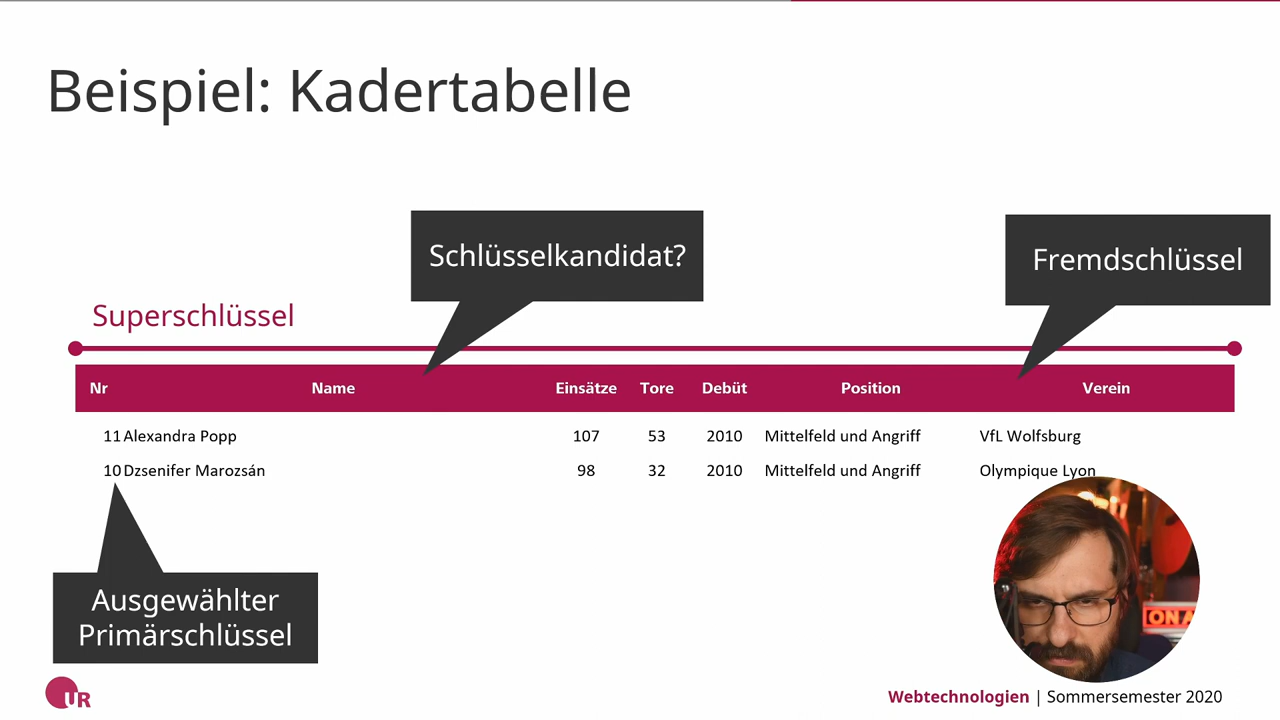 Beispiel: Kadertabelle
Schlüsselkandidat?
Fremdschlüssel
Superschlüssel
Nr Name Einsätze Tore Debüt Position Verein
11 Alexandra Popp 107 53 2010 Mittelfeld und Angriff VfL Wolfsburg
10 Dzsenifer Marozsán 98 32 2010 Mittelfeld und Angriff Olympique Lyon
Ausgewählter
Primärschlüssel
ON A
UR
Webtechnologien | Sommersemester 2020